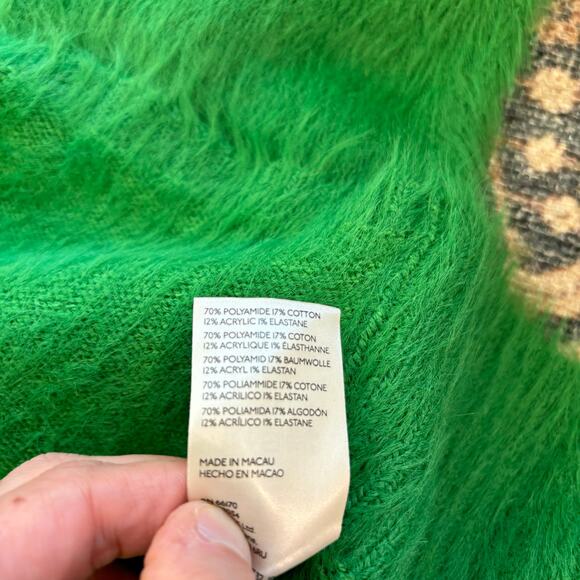 70% POLYAMIDE 17% COTTON
12% ACRYLIC 1% ELASTANE
70% POLYAMIDE 17% COTON
12% ACRYLIQUE 1% ÉLASTHANNE
70% POLYAMID 17% BAUMWOLLE
12% ACRYL 1% ELASTAN
70% POLIAMMIDE 17% COTONE
12% ACRILICO 1% ELASTAN
70% POLIAMIDA 17% ALGODÓN
12% ACRÍLICO 1% ELASTANE
MADE IN MACAU
HECHO EN MACAO